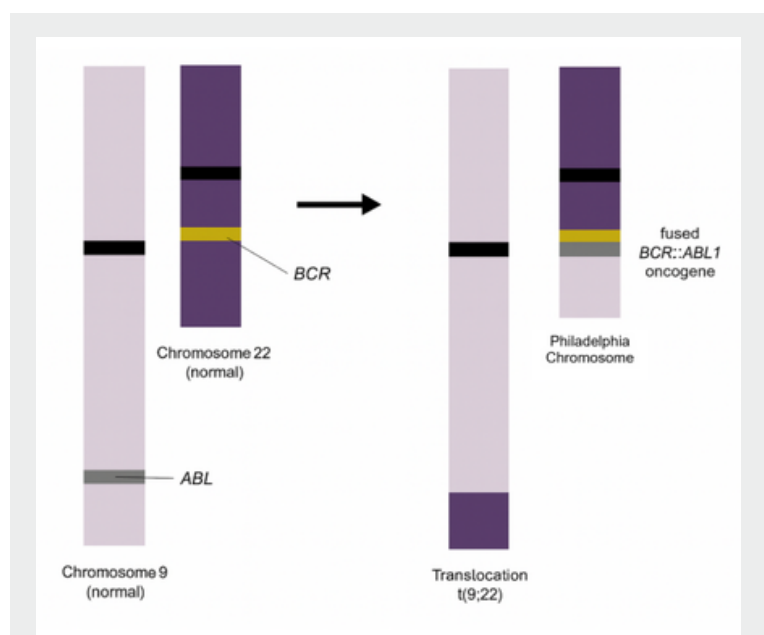 BCR
Chromosome 22
(normal)
ABL
Chromosome 9
(normal)
fused
BCR::ABL1
oncogene
Philadelphia
Chromosome
Translocation
t(9;22)